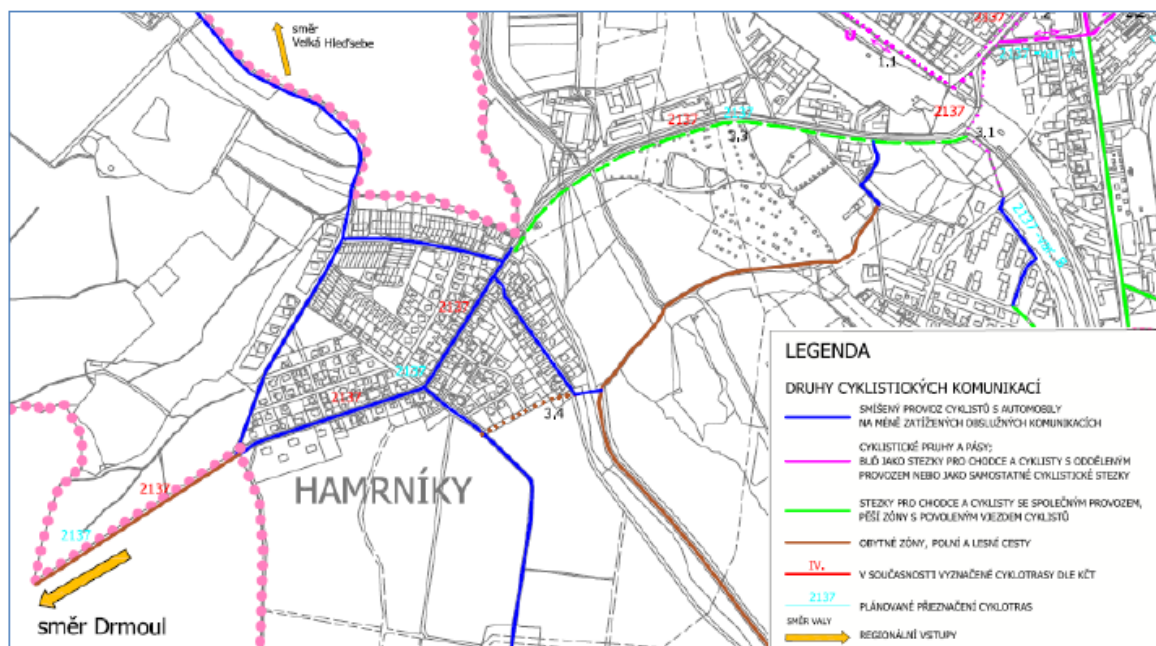 směr
Velká Hleďsebe
2137
1.1
2137
2137
2137
3,3
3,1
2137
2137
2137
3,4
HAMRNÍKY
2137
2137
směr Drmoul
LEGENDA
DRUHY CYKLISTICKÝCH KOMUNIKACÍ
SMÍŠENÝ PROVOZ CYKLISTŮ S AUTOMOBILY
NA MÉNĚ ZATÍŽENÝCH OBSLUŽNÝCH KOMUNIKACÍCH
CYKLISTICKÉ PRUHY A PÁSY;
BUĎ JAKO STEZKY PRO CHODCE A CYKLISTY S ODDĚLENÝM
PROVOZEM NEBO JAKO SAMOSTATNÉ CYKLISTICKÉ STEZKY
STEZKY PRO CHODCE A CYKLISTY SE SPOLEČNÝM PROVOZEM,
PĚŠÍ ZÓNY S POVOLENÝM VJEZDEM CYKLISTŮ
OBYTNÉ ZÓNY, POLNÍ A LESNÍ CESTY
IV.
V SOUČASNOSTI VYZNAČENÉ CYKLOTRASY DLE KČT
2137
PLÁNOVANÉ PŘEZNAČENÍ CYKLOTRAS
SMĚR VALY
REGIONÁLNÍ VSTUPY